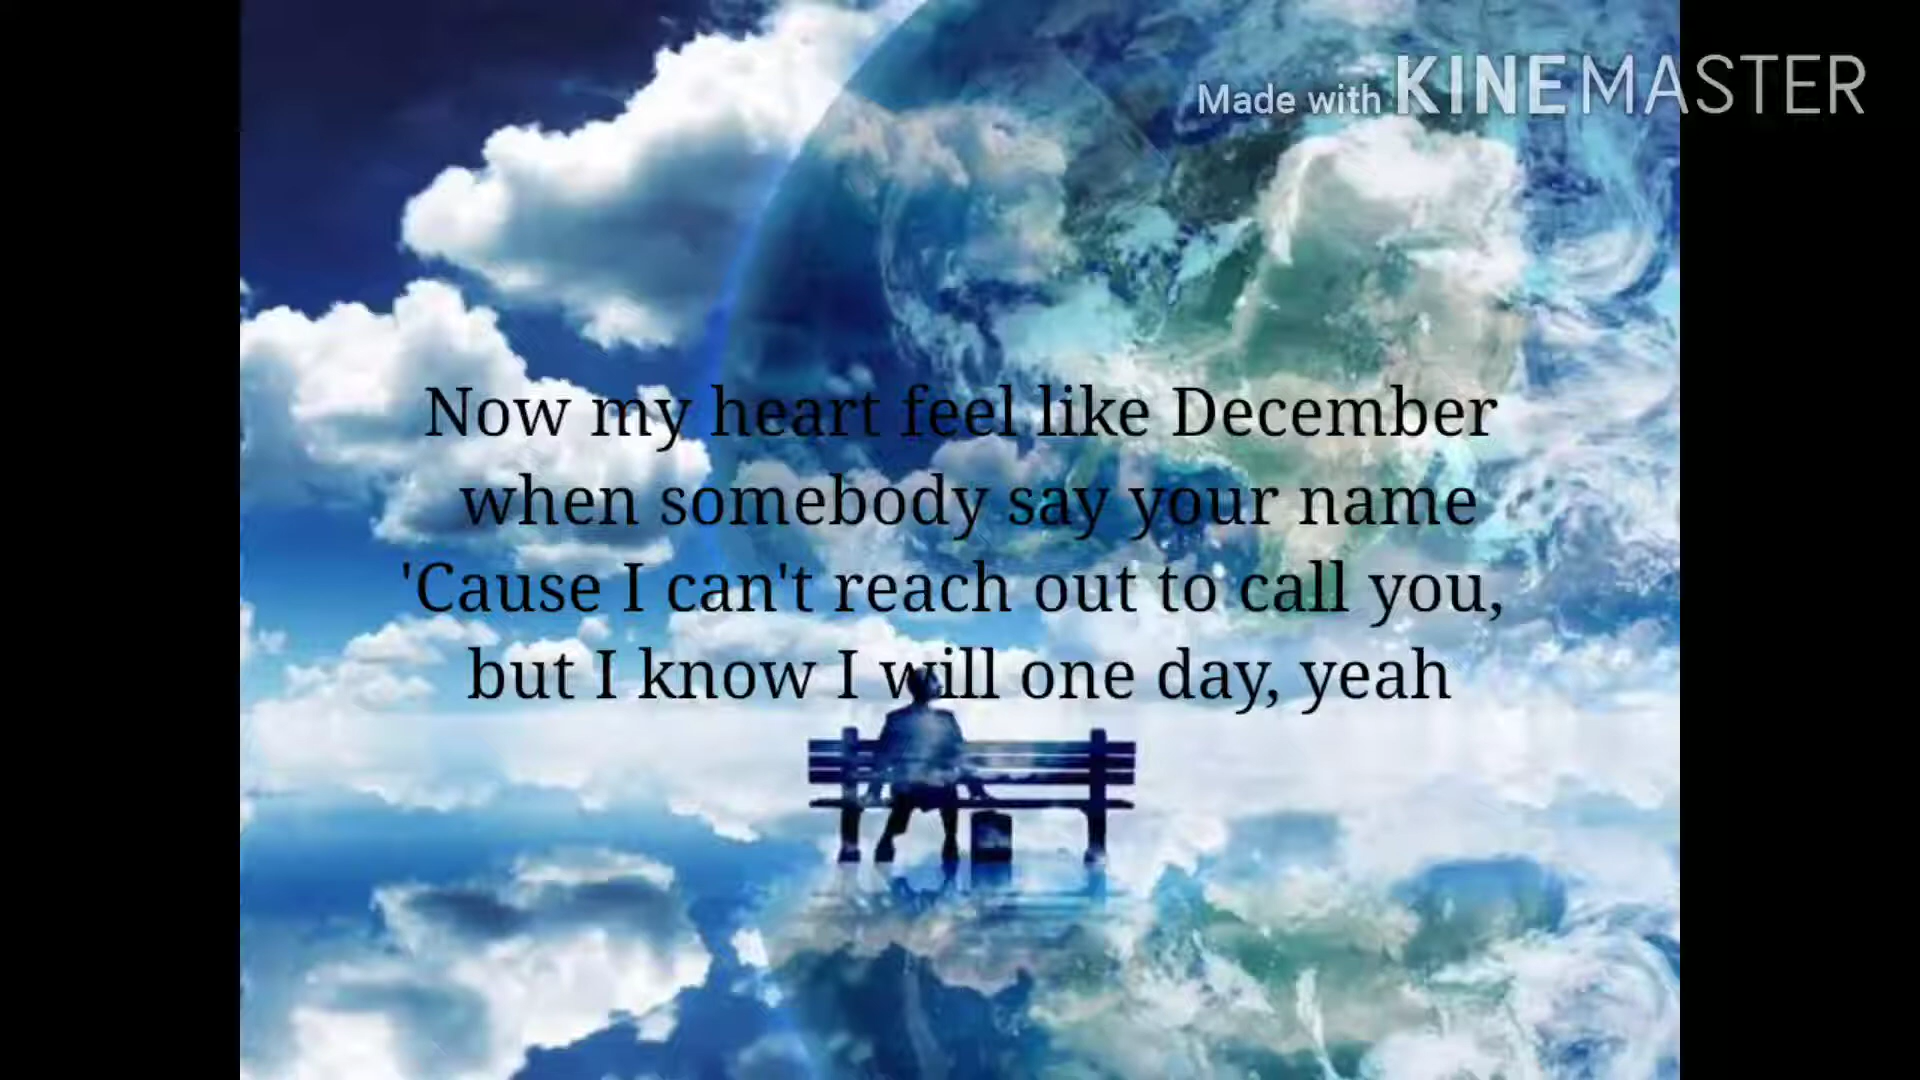 Made with KINEMASTER
Now my heart feel like December
when somebody say your name
'Cause I can't reach out to call you,
but I know I will one day, yeah